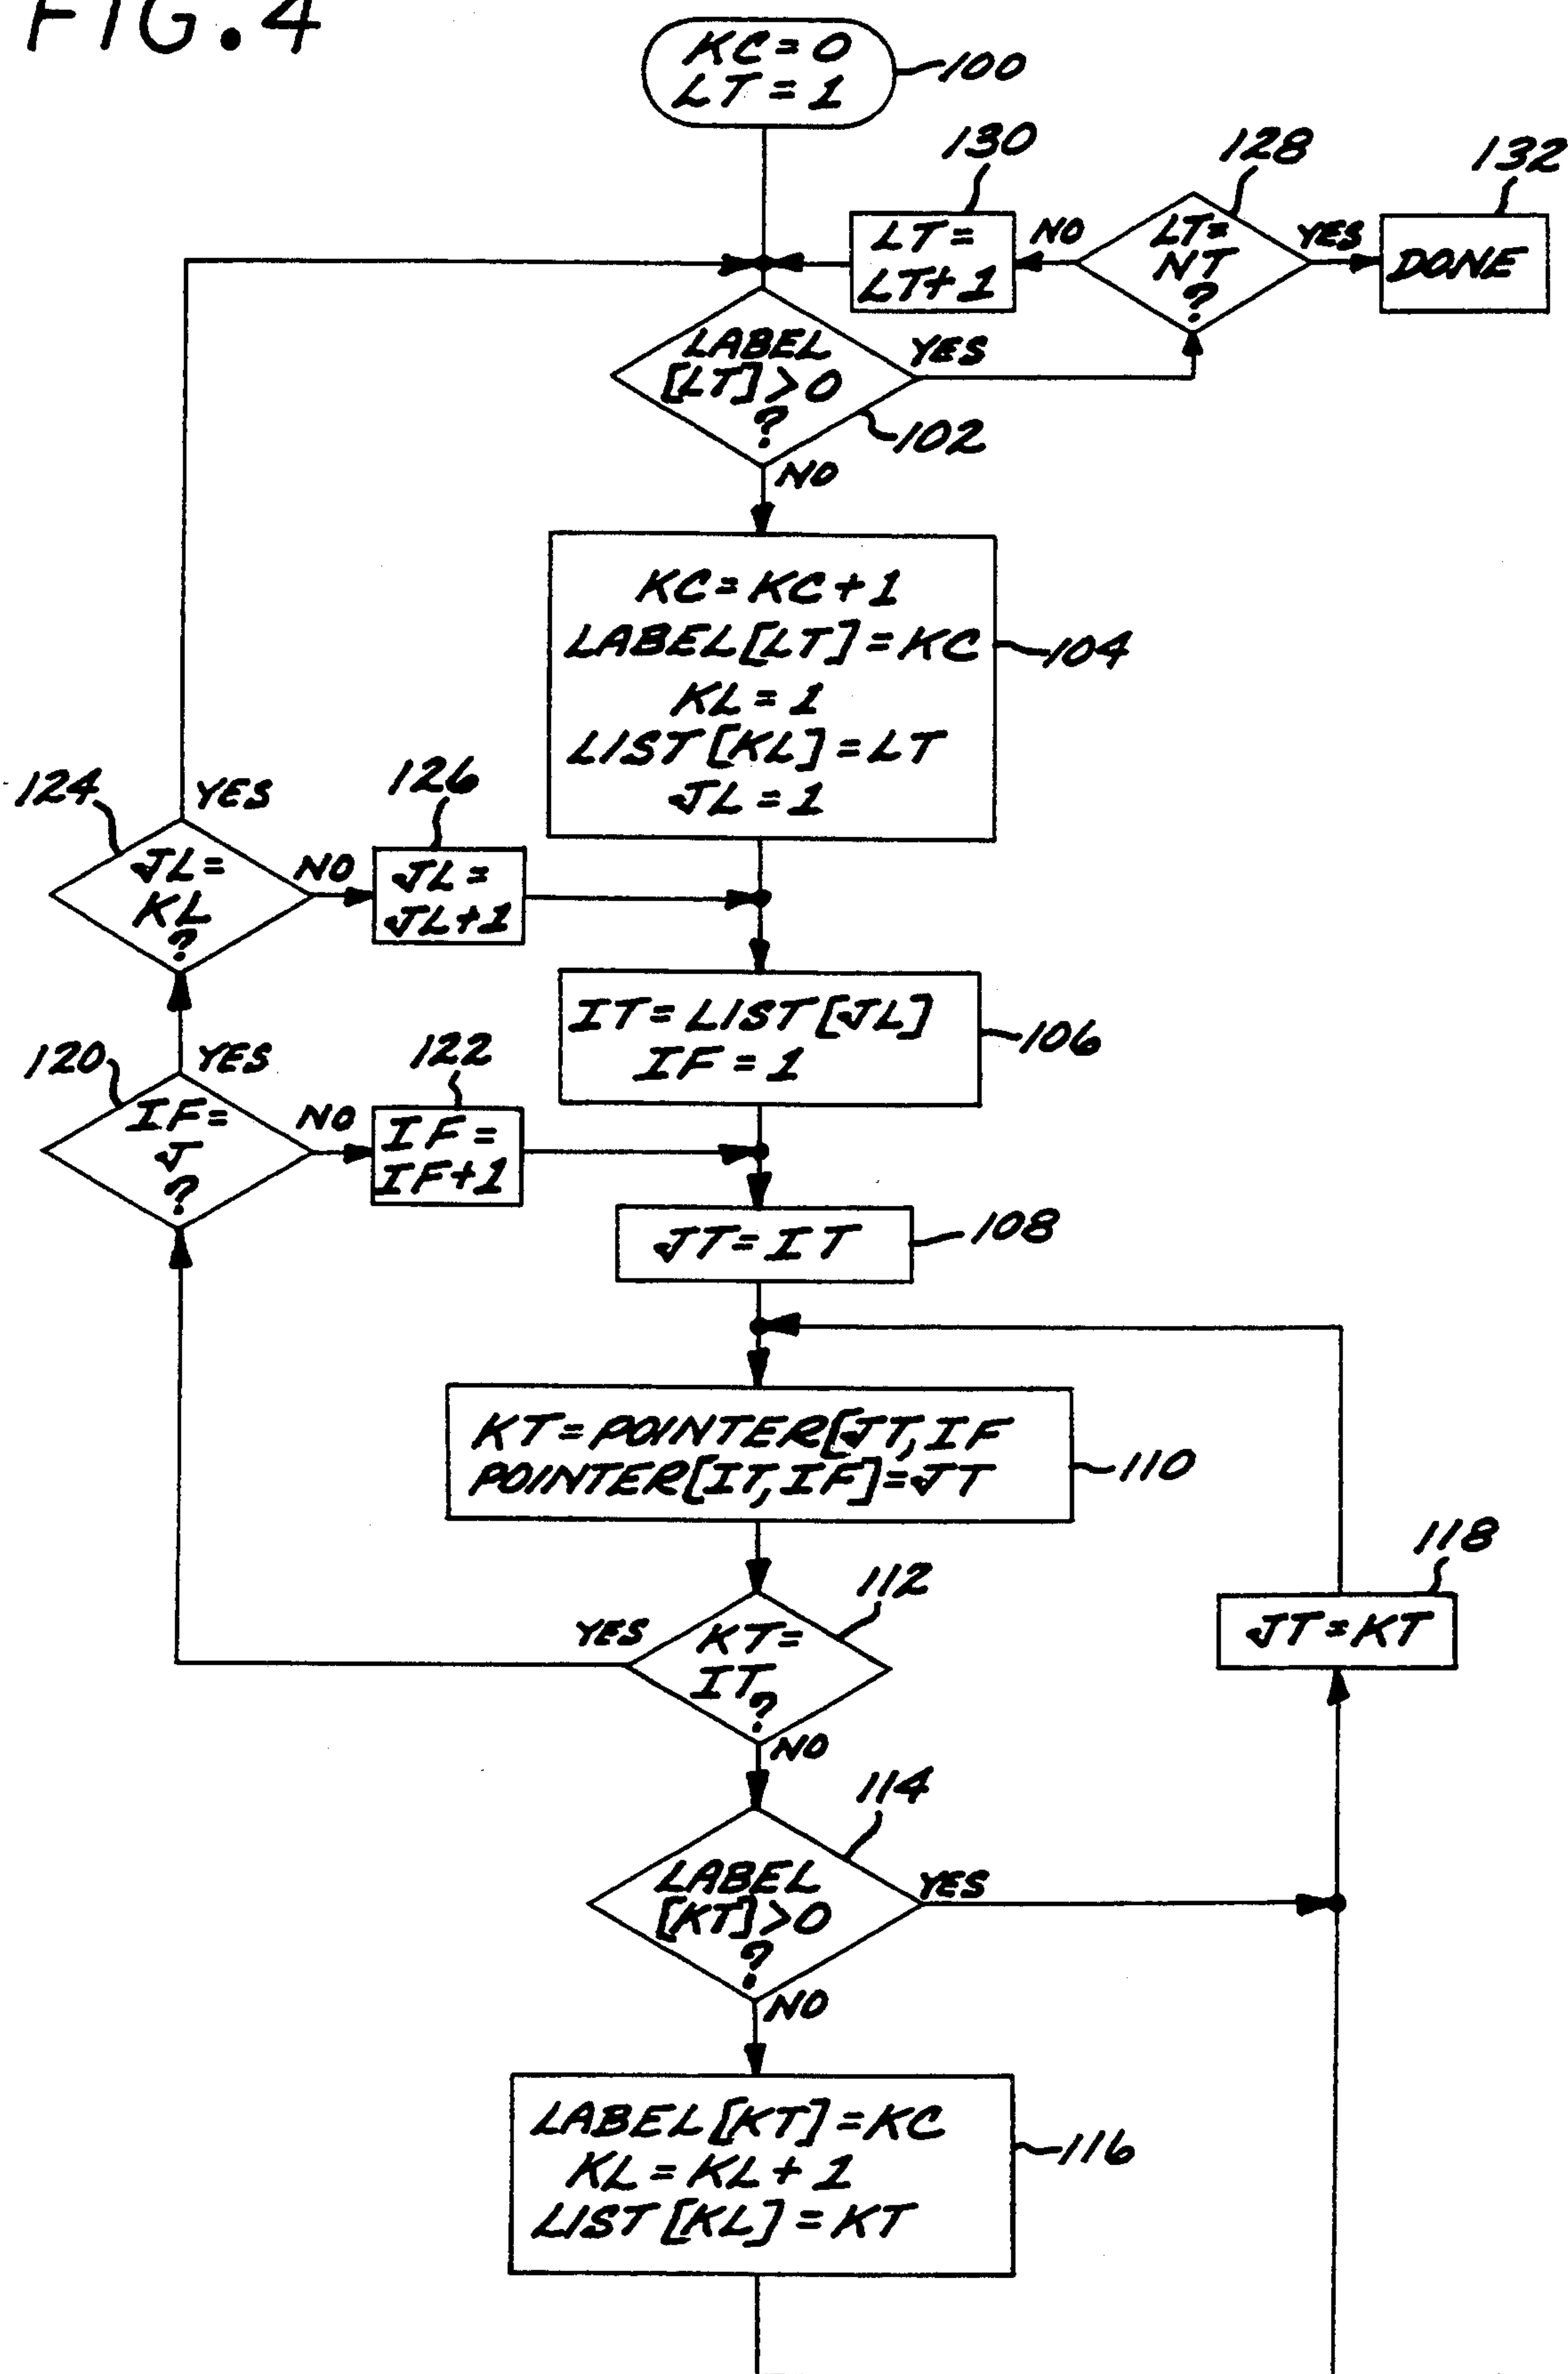 FIG. 4
KC=0
LT=1
100
130
128
132
LT=
LT+1
NO
LT=
NT
?
YES
DONE
LABEL
[LT]>0
?
YES
102
NO
KC=KC+1
LABEL[LT]=KC
KL=1
LIST[KL]=LT
JL=1
104
124
YES
126
JL=
KL
?
NO
JL=
JL+1
IT=LIST[JL]
IF=1
106
120
YES
122
IF=
J
?
NO
IF=
IF+1
JT=IT
108
KT=POINTER[JT,IF
POINTER[IT,IF]=JT
110
112
118
YES
KT=
IT
?
JT=KT
NO
114
LABEL
[KT]>0
?
YES
NO
LABEL[KT]=KC
KL=KL+1
LIST[KL]=KT
116